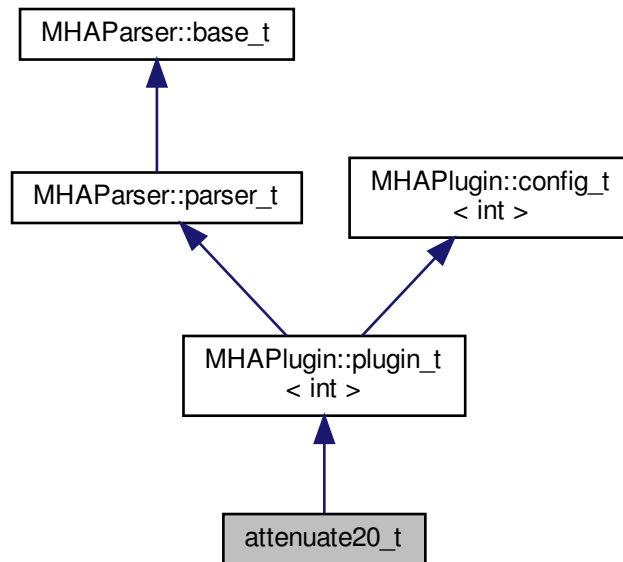 MHAParser::base_t
MHAParser::parser_t
MHAPlugin::config_t
< int >
MHAPlugin::plugin_t
< int >
attenuate20_t